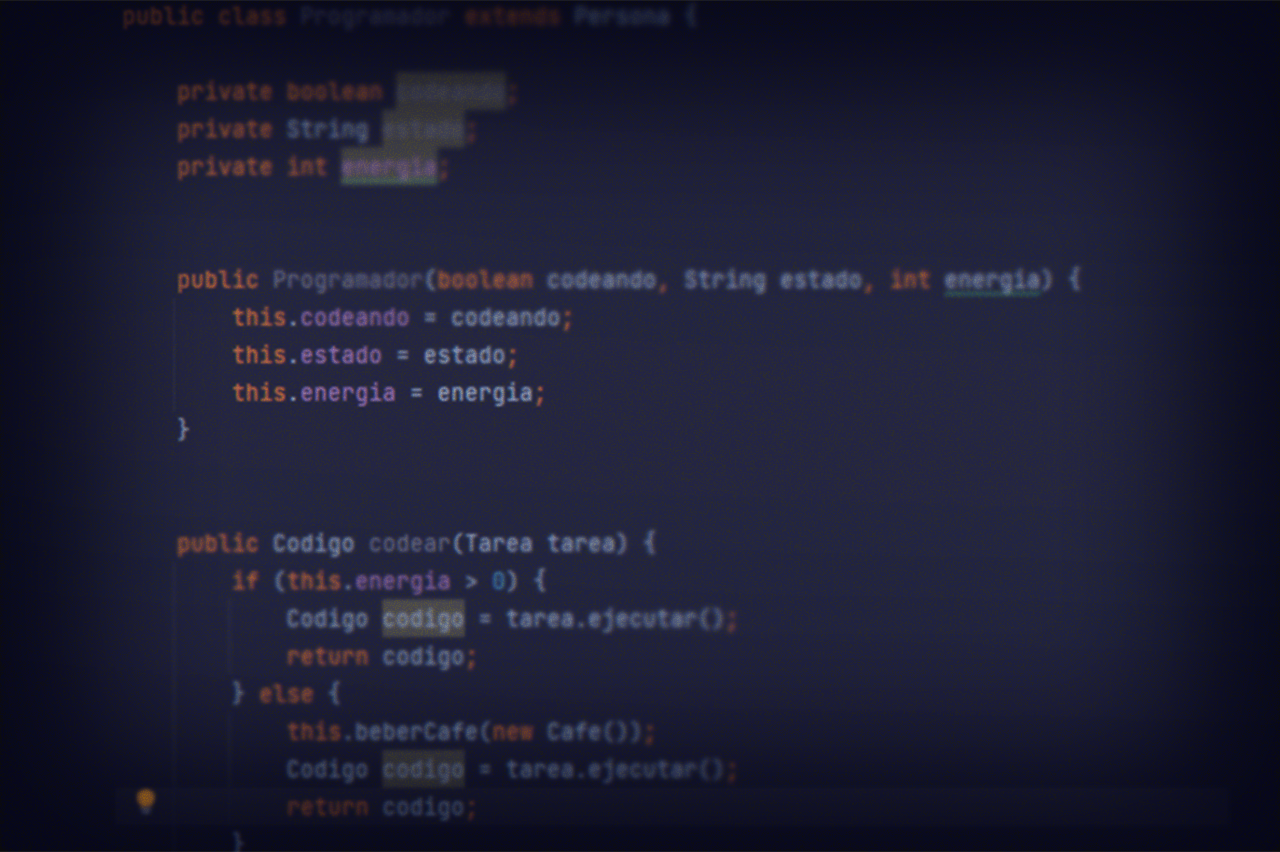 public class Programador extends Persona {
private boolean codeando;
private String estado;
private int energia;
public Programador(boolean codeando, String estado, int energia) {
this.codeando = codeando;
this.estado = estado;
this.energia = energia;
}
public Codigo codear(Tarea tarea) {
if (this.energia > 0) {
Codigo codigo = tarea.ejecutar();
return codigo;
} else {
this.beberCafe(new Cafe());
Codigo codigo = tarea.ejecutar();
return codigo;
}